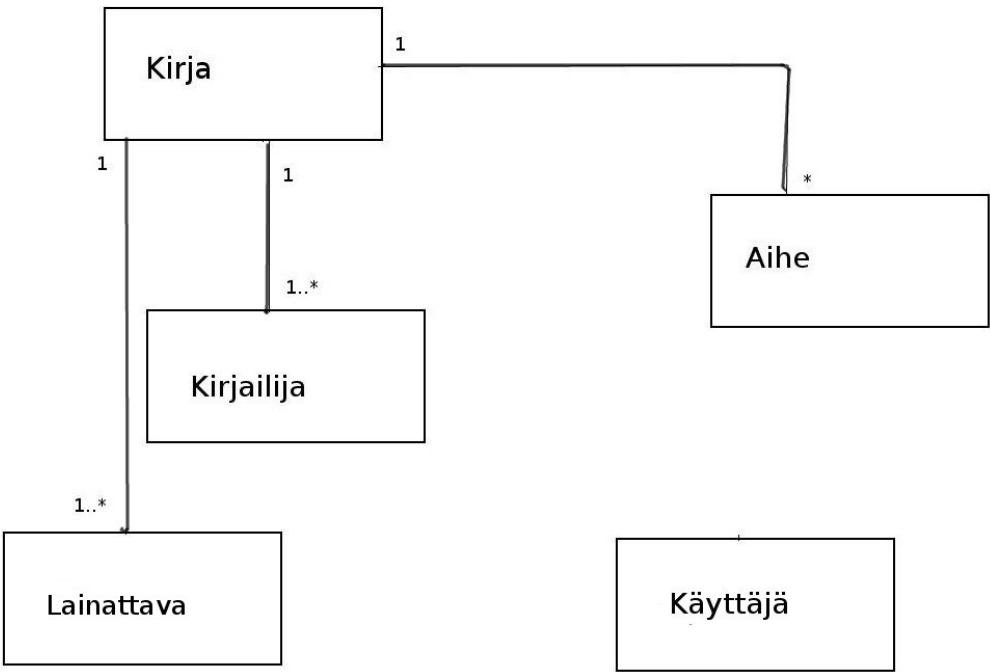 Kirja
1
1
1
*
Aihe
1..*
Kirjailija
1..*
Lainattava
Käyttäjä